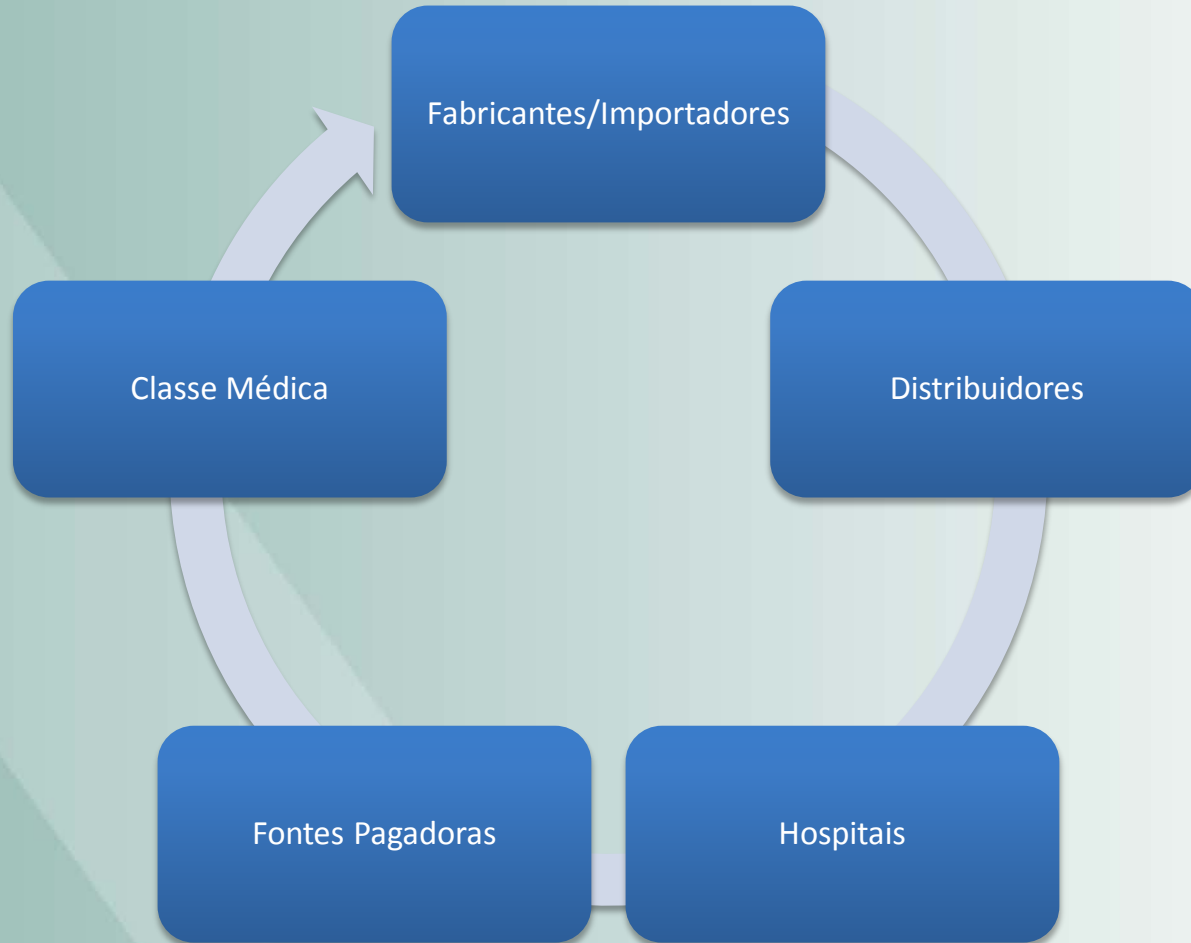 Fabricantes/Importadores
Distribuidores
Hospitais
Fontes Pagadoras
Classe Médica